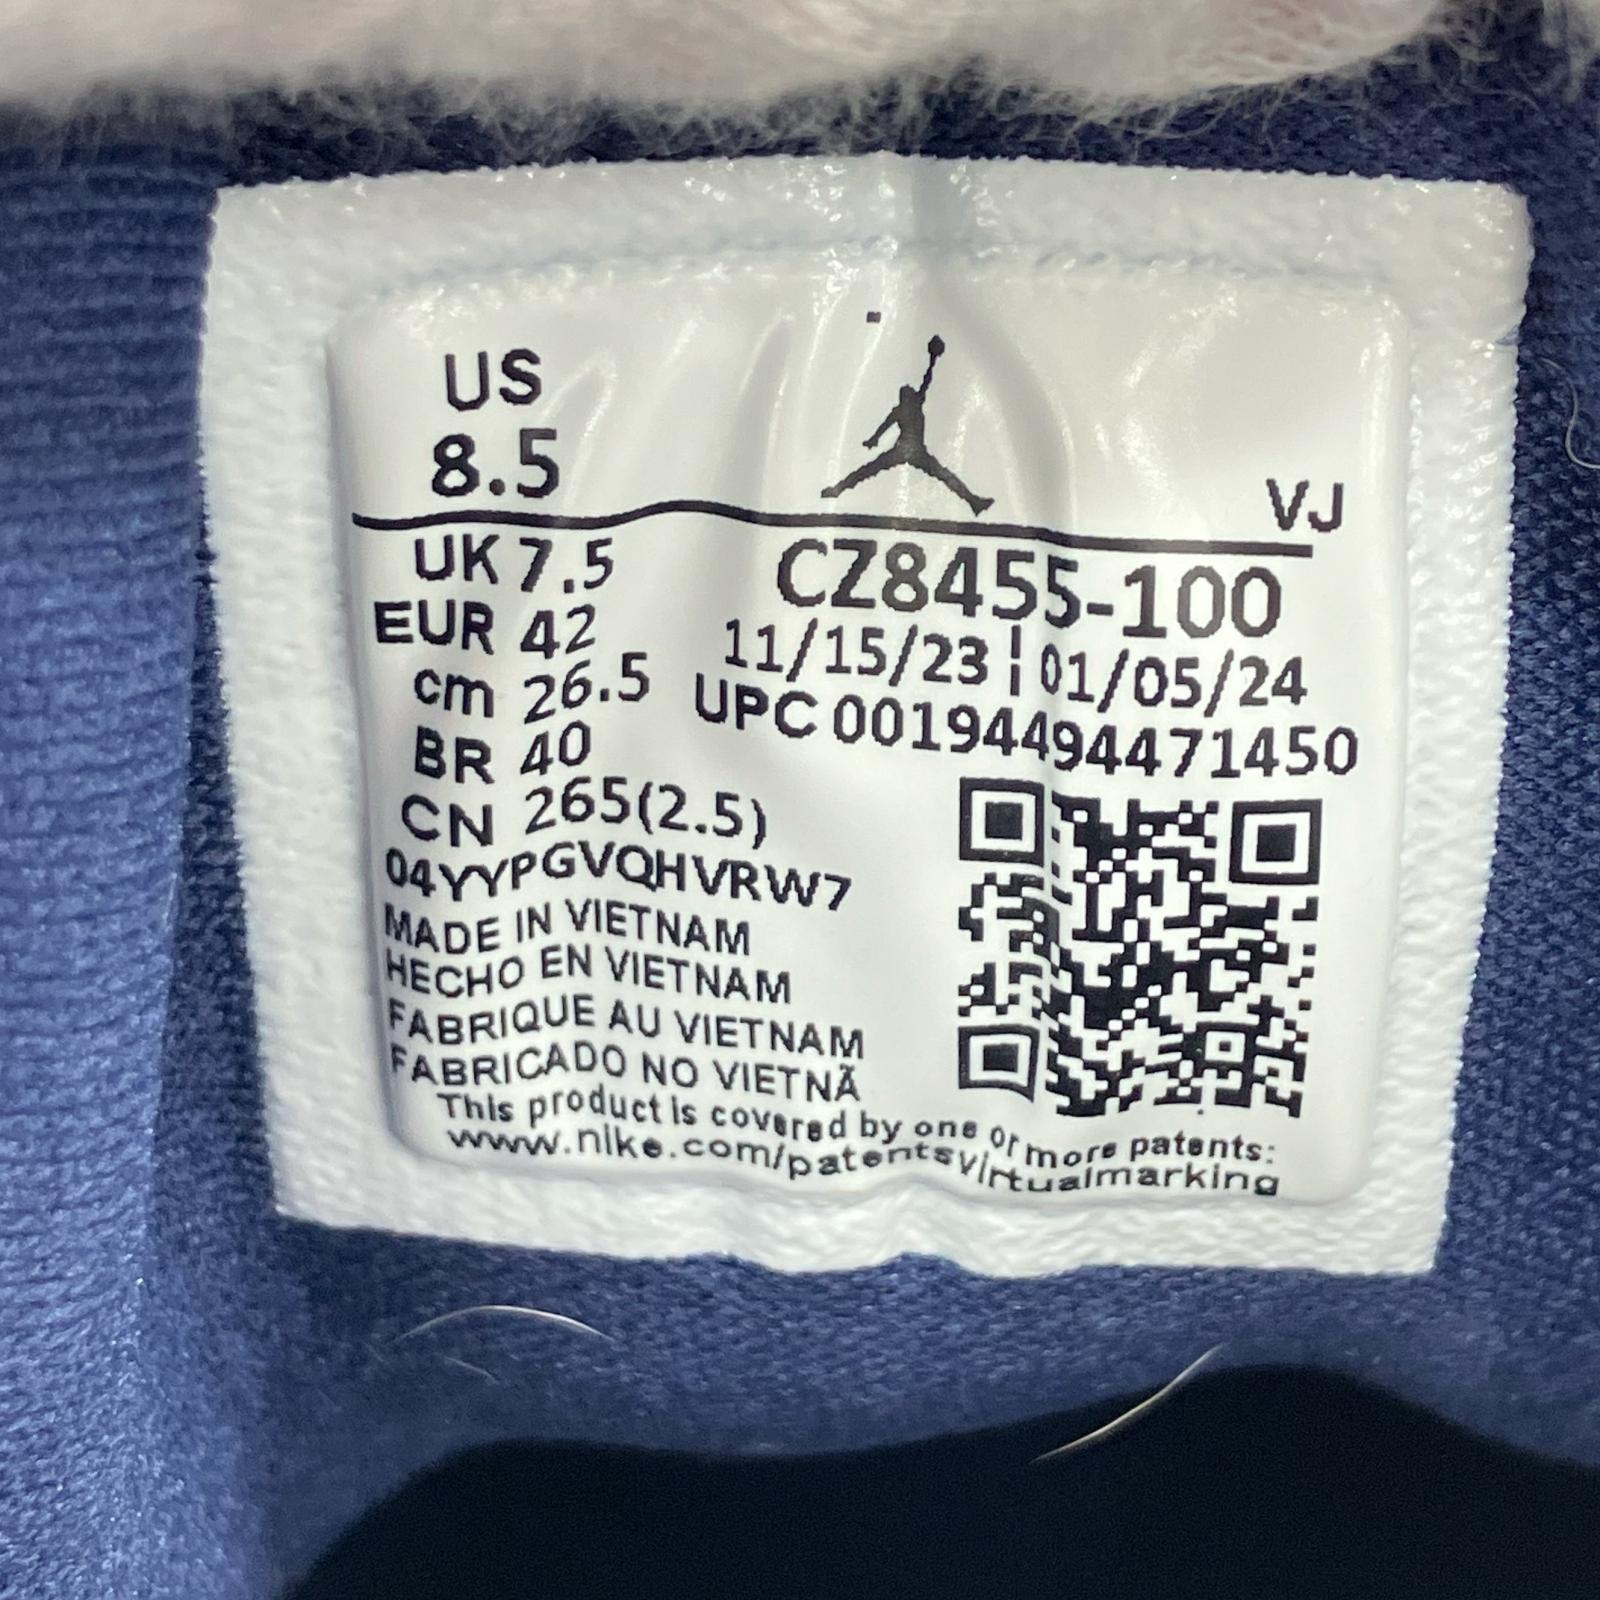 US
8.5
VJ
UK 7.5
EUR 42
cm 26.5
BR 40
CN 265(2.5)
CZ8455-100
11/15/23 | 01/05/24
UPC 00194494471450
04YYPGVQHVRW7
MADE IN VIETNAM
HECHO EN VIETNAM
FABRIQUE AU VIETNAM
FABRICADO NO VIETNÃ
This product is covered by one or more patents:
www.nike.com/patentsvirtualmarking